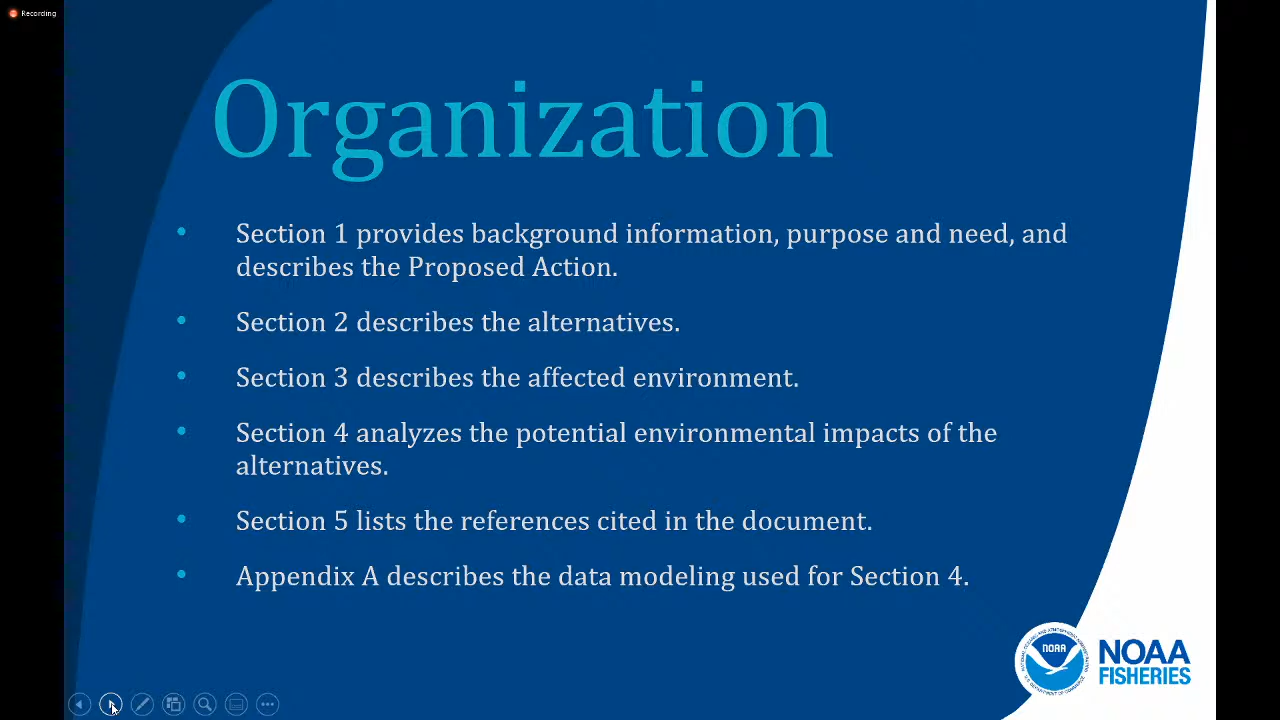 Recording
Organization
• Section 1 provides background information, purpose and need, and
describes the Proposed Action.
• Section 2 describes the alternatives.
• Section 3 describes the affected environment.
• Section 4 analyzes the potential environmental impacts of the
alternatives.
• Section 5 lists the references cited in the document.
• Appendix A describes the data modeling used for Section 4.
NOAA
NOAA
FISHERIES